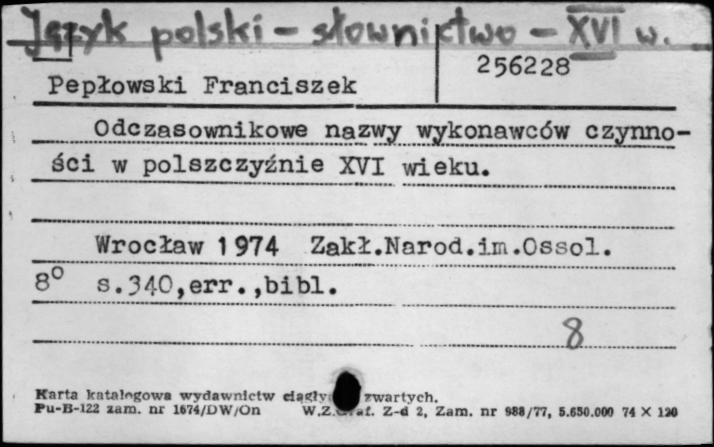 Język polski - słownictwo - XVI w.
256228
Pepłowski Franciszek
Odczasownikowe nazwy wykonawców czynno-
ści w polszczyźnie XVI wieku.
Wrocław 1974 Zakł.Narod.im.Ossol.
8° s.340,err.,bibl.
8
Karta katalogowa wydawnictw zwartych.
Pu-B-122 zam. nr 1674/DW/On W.Z. Z-d 2, Zam. nr 988/77, 5.650.000 74 X 120